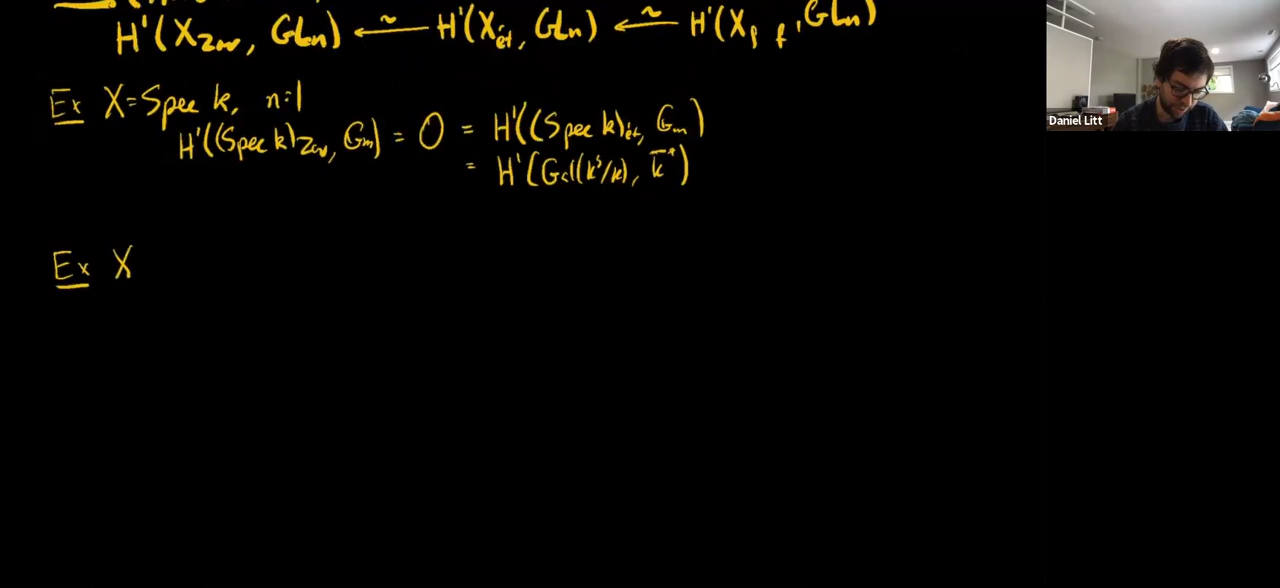 H'(X_Zar, GLn) ←~ H'(X_ét, GLn) ←~ H'(X_f f, GLn)
Ex X=Spec k, n=1
H'((Spec k)_Zar, Gm) = 0 = H'((Spec k)_ét, Gm)
= H'(Gal(k^s/k), k̄^*)
Ex X
Daniel Litt